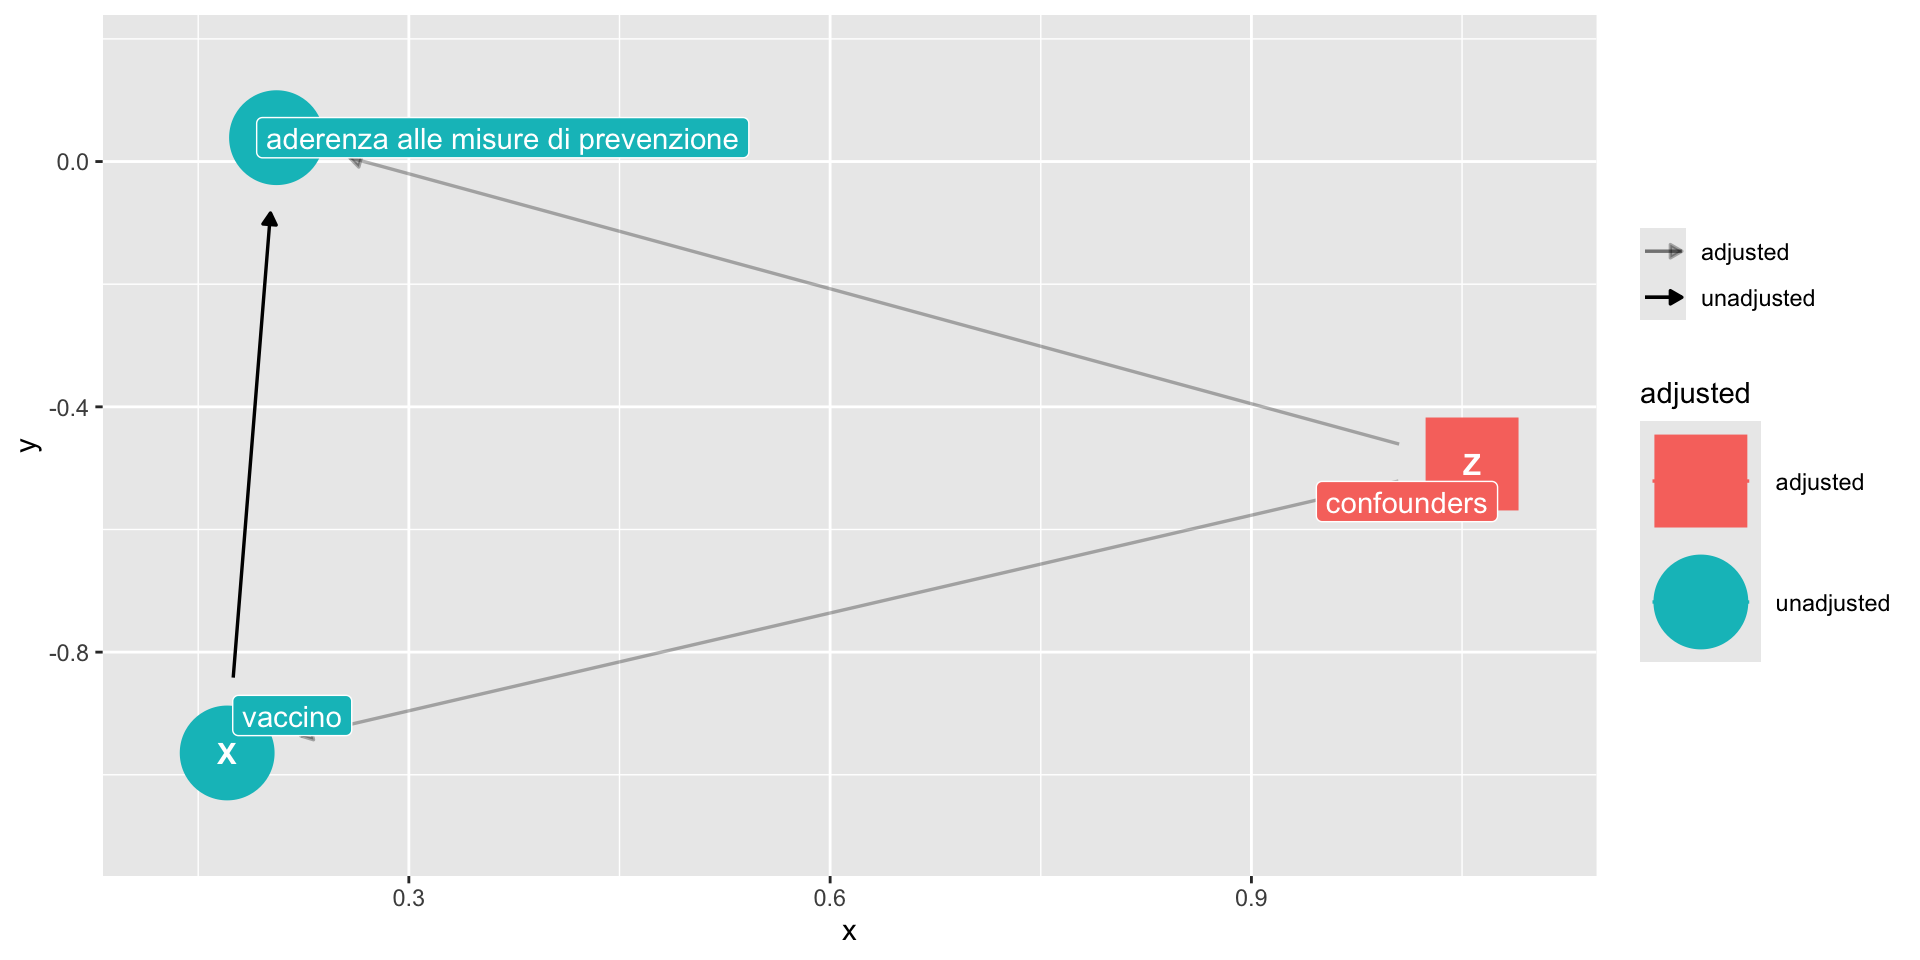 aderenza alle misure di prevenzione
0.0
-0.4
-0.8
y
Z
confounders
vaccino
X
0.3
0.6
0.9
x
adjusted
unadjusted
adjusted
adjusted
unadjusted